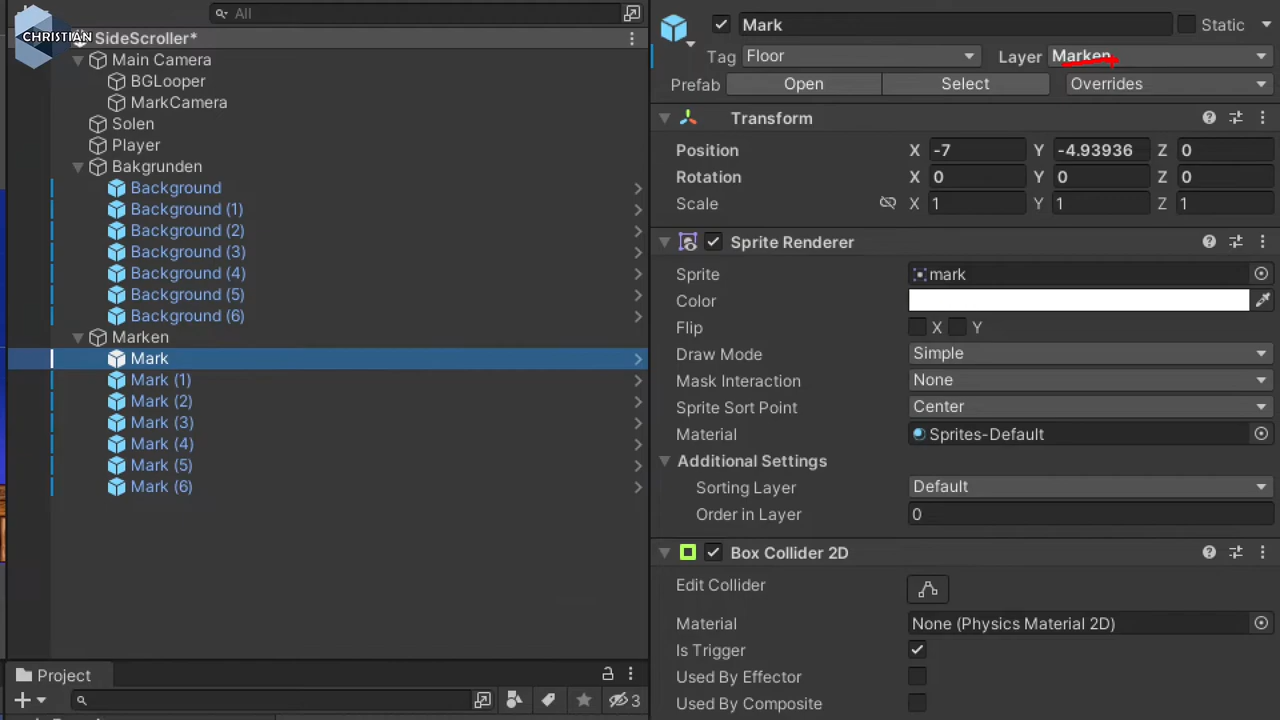 All
CHRISTIAN
SideScroller*
Main Camera
BGLooper
MarkCamera
Solen
Player
Bakgrunden
Background
Background (1)
Background (2)
Background (3)
Background (4)
Background (5)
Background (6)
Marken
Mark
Mark (1)
Mark (2)
Mark (3)
Mark (4)
Mark (5)
Mark (6)
Project
3
Mark Static
Tag Floor Layer Marken
Prefab Open Select Overrides
Transform
Position X -7 Y -4.93936 Z 0
Rotation X 0 Y 0 Z 0
Scale X 1 Y 1 Z 1
Sprite Renderer
Sprite mark
Color
Flip X Y
Draw Mode Simple
Mask Interaction None
Sprite Sort Point Center
Material Sprites-Default
Additional Settings
Sorting Layer Default
Order in Layer 0
Box Collider 2D
Edit Collider
Material None (Physics Material 2D)
Is Trigger
Used By Effector
Used By Composite